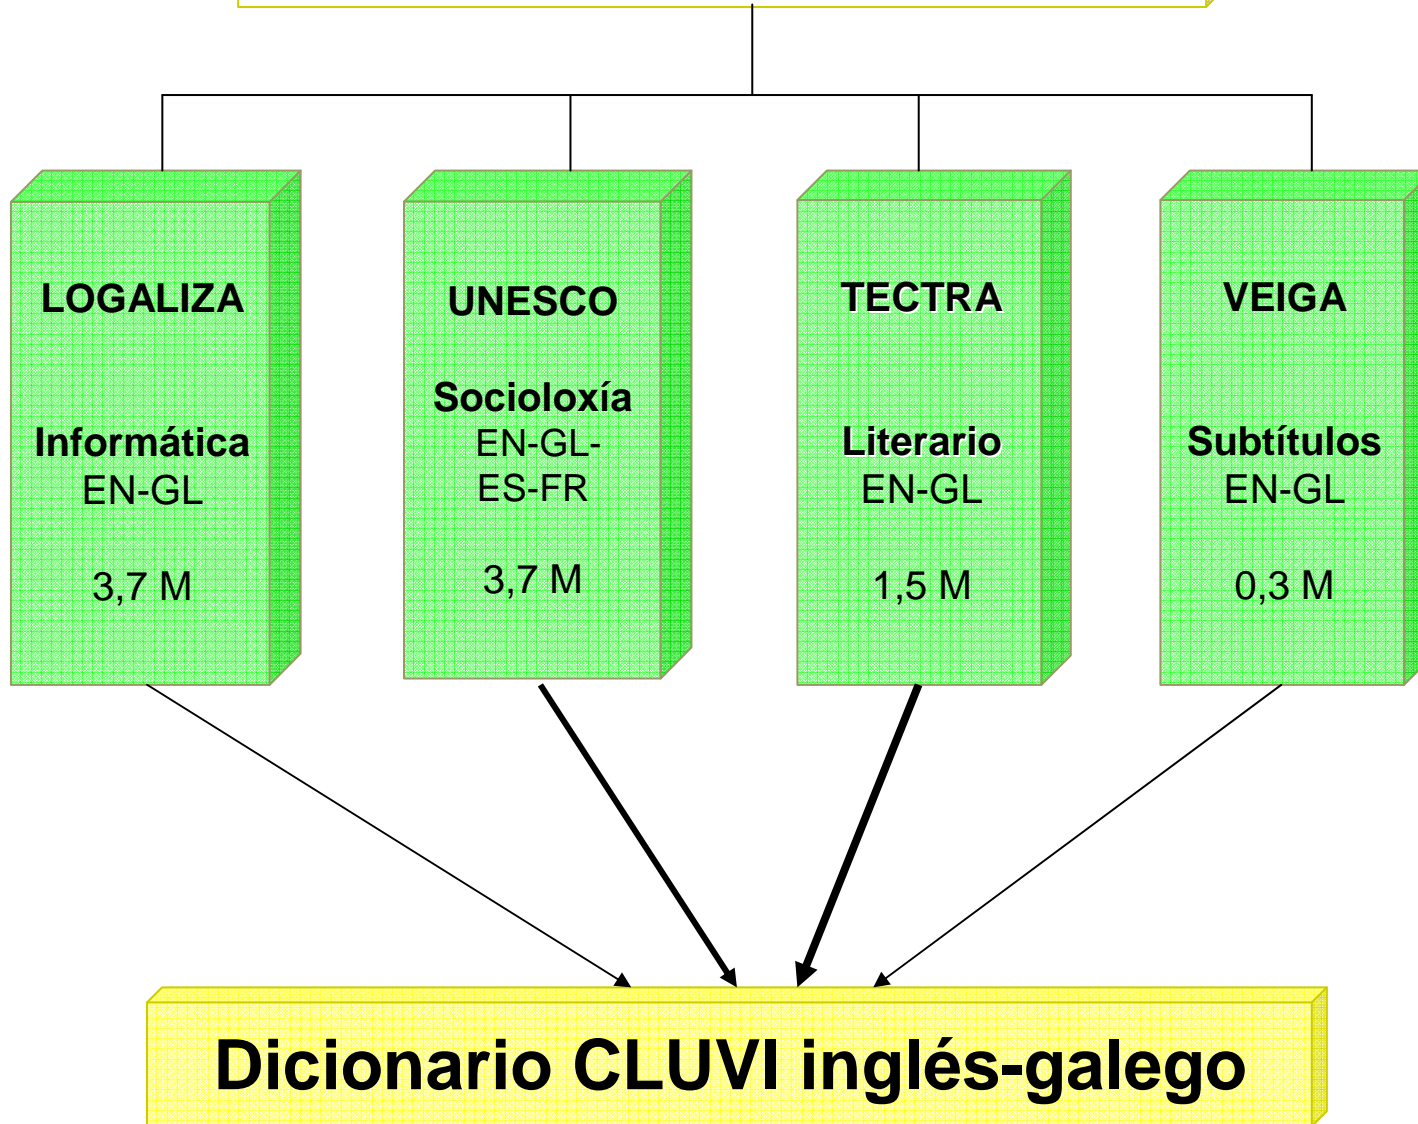 LOGALIZA
Informática
EN-GL
3,7 M
UNESCO
Socioloxía
EN-GL-
ES-FR
3,7 M
TECTRA
Literario
EN-GL
1,5 M
VEIGA
Subtítulos
EN-GL
0,3 M
Dicionario CLUVI inglés-galego